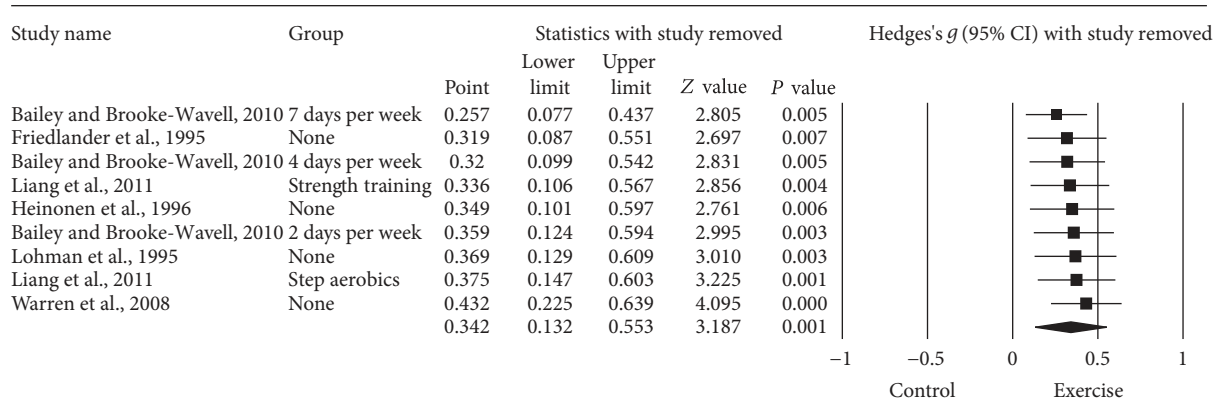 Study name Group Statistics with study removed Hedges's g (95% CI) with study removed
Lower Upper
Point limit limit Z value P value
Bailey and Brooke-Wavell, 2010 7 days per week 0.257 0.077 0.437 2.805 0.005
Friedlander et al., 1995 None 0.319 0.087 0.551 2.697 0.007
Bailey and Brooke-Wavell, 2010 4 days per week 0.32 0.099 0.542 2.831 0.005
Liang et al., 2011 Strength training 0.336 0.106 0.567 2.856 0.004
Heinonen et al., 1996 None 0.349 0.101 0.597 2.761 0.006
Bailey and Brooke-Wavell, 2010 2 days per week 0.359 0.124 0.594 2.995 0.003
Lohman et al., 1995 None 0.369 0.129 0.609 3.010 0.003
Liang et al., 2011 Step aerobics 0.375 0.147 0.603 3.225 0.001
Warren et al., 2008 None 0.432 0.225 0.639 4.095 0.000
0.342 0.132 0.553 3.187 0.001
−1 −0.5 0 0.5 1
Control Exercise